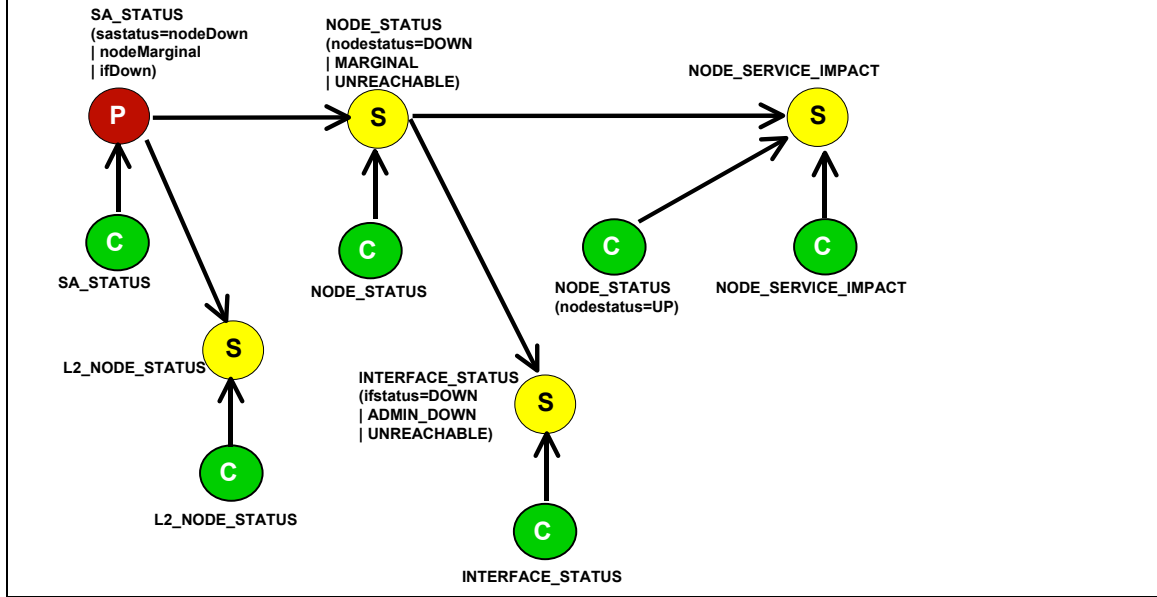 SA_STATUS
(sastatus=nodeDown
| nodeMarginal
| ifDown)
NODE_STATUS
(nodestatus=DOWN
| MARGINAL
| UNREACHABLE)
NODE_SERVICE_IMPACT
P
S
S
C
SA_STATUS
C
NODE_STATUS
C
NODE_STATUS
(nodestatus=UP)
C
NODE_SERVICE_IMPACT
L2_NODE_STATUS
S
INTERFACE_STATUS
(ifstatus=DOWN
| ADMIN_DOWN
| UNREACHABLE)
S
C
L2_NODE_STATUS
C
INTERFACE_STATUS